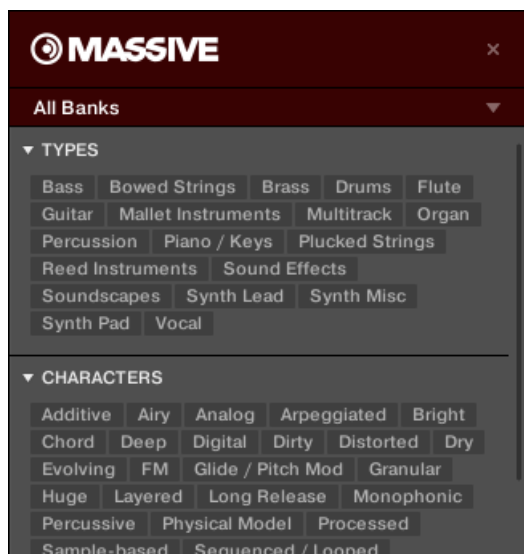 MASSIVE
All Banks
TYPES
Bass Bowed Strings Brass Drums Flute
Guitar Mallet Instruments Multitrack Organ
Percussion Piano / Keys Plucked Strings
Reed Instruments Sound Effects
Soundscapes Synth Lead Synth Misc
Synth Pad Vocal
CHARACTERS
Additive Airy Analog Arpeggiated Bright
Chord Deep Digital Dirty Distorted Dry
Evolving FM Glide / Pitch Mod Granular
Huge Layered Long Release Monophonic
Percussive Physical Model Processed
Sample-based Sequenced / Looped